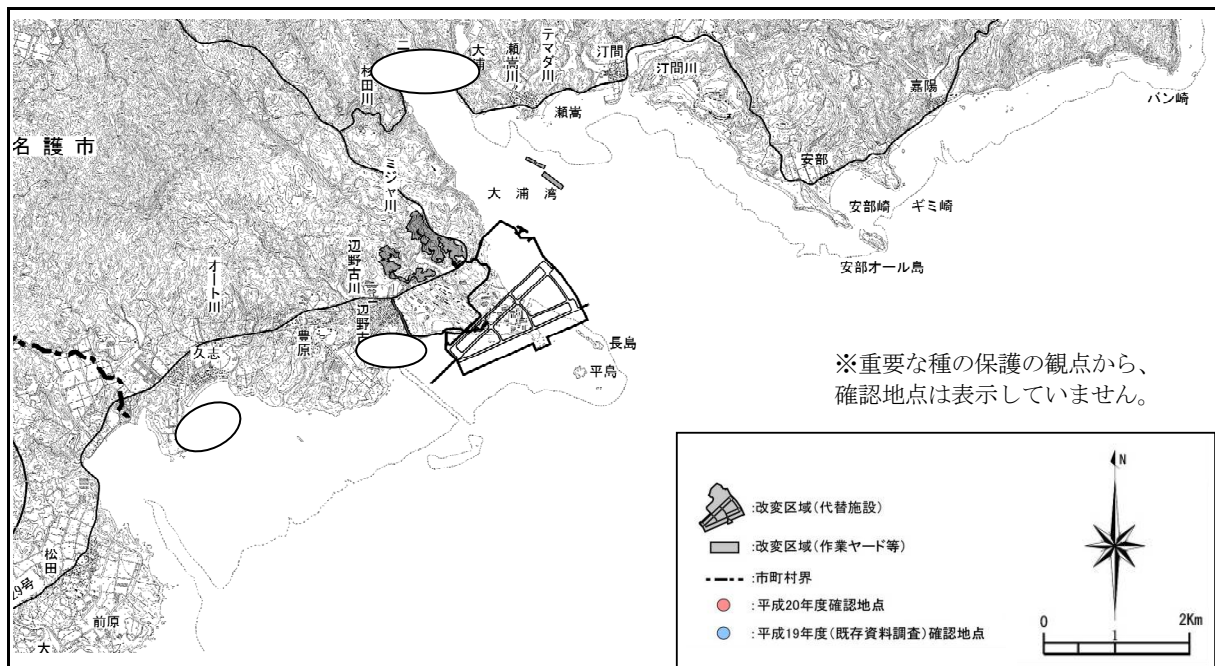 二
大浦
杉田川
瀬嵩川
テマダ川
汀間
汀間川
嘉陽
バン崎
瀬嵩
名護市
ミジャ川
大浦湾
安部
安部崎
ギミ崎
安部オール島
辺野古川
オート川
辺野古
豊原
久志
長島
平島
※重要な種の保護の観点から、
確認地点は表示していません。
松田
29号
前原
大
:改変区域(代替施設)
:改変区域(作業ヤード等)
:市町村界
:平成20年度確認地点
:平成19年度(既存資料調査)確認地点
N
0 1 2Km